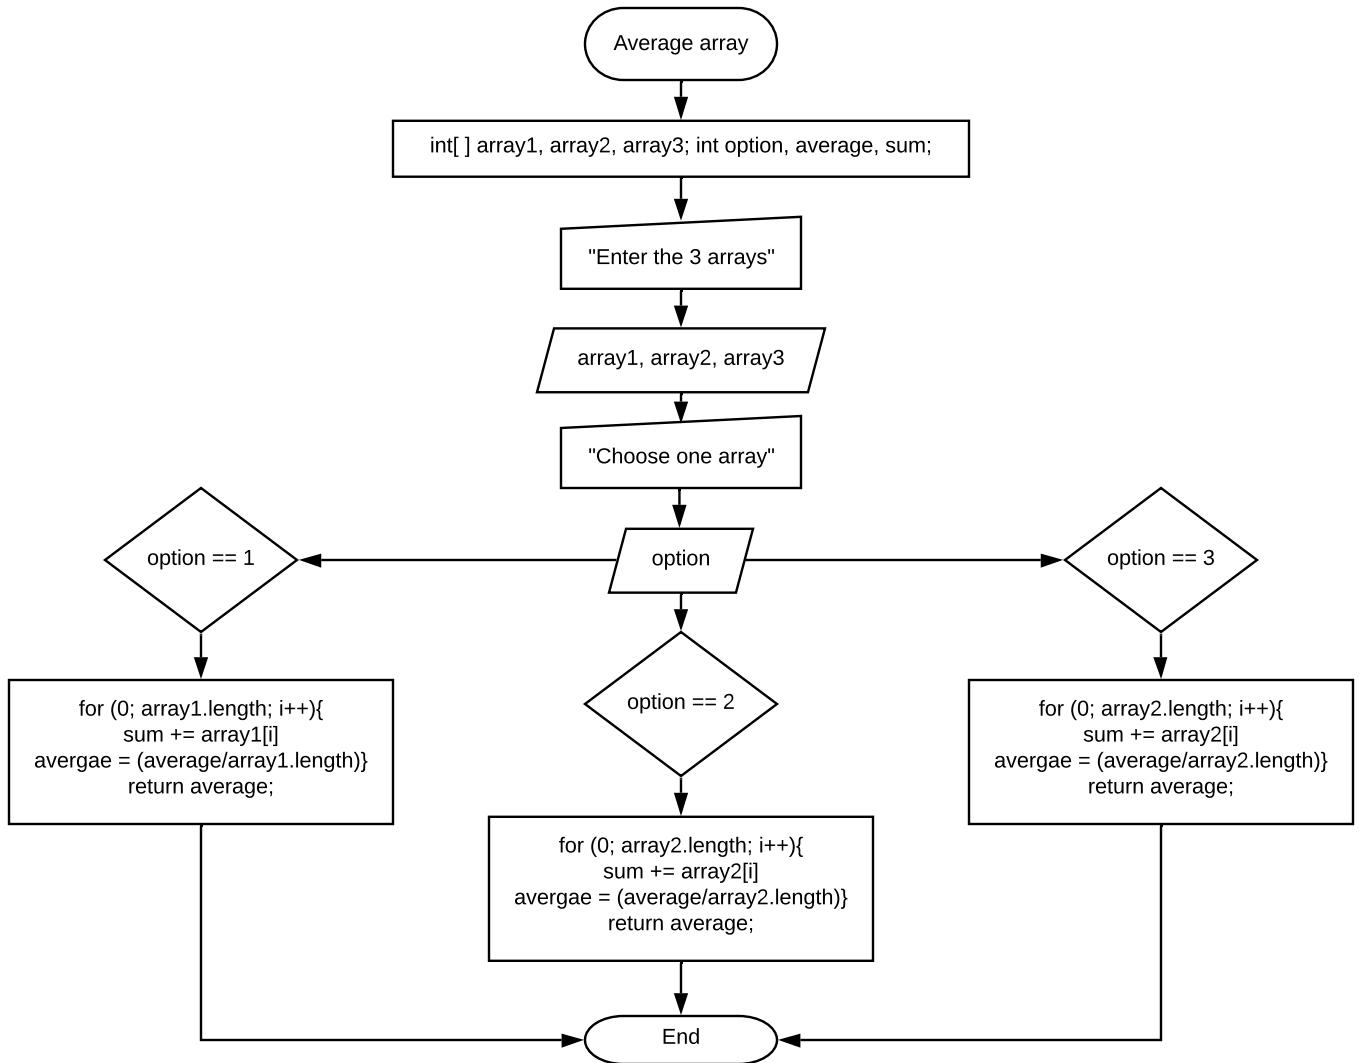 Average array
int[ ] array1, array2, array3; int option, average, sum;
"Enter the 3 arrays"
array1, array2, array3
"Choose one array"
option == 1
option
option == 3
option == 2
for (0; array1.length; i++){
sum += array1[i]
avergae = (average/array1.length)}
return average;
for (0; array2.length; i++){
sum += array2[i]
avergae = (average/array2.length)}
return average;
for (0; array2.length; i++){
sum += array2[i]
avergae = (average/array2.length)}
return average;
End